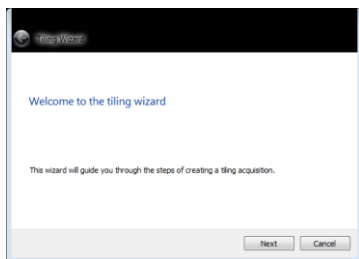 Tiling Wizard
Welcome to the tiling wizard
This wizard will guide you through the steps of creating a tiling acquisition.
Next
Cancel